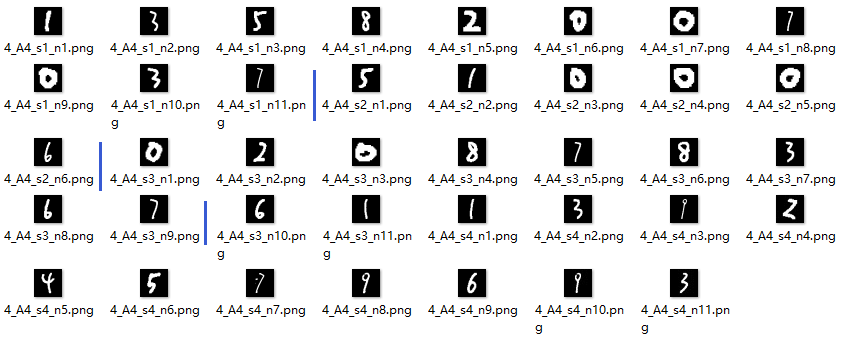 1 3 5 8 2 0 0 7
4_A4_s1_n1.png 4_A4_s1_n2.png 4_A4_s1_n3.png 4_A4_s1_n4.png 4_A4_s1_n5.png 4_A4_s1_n6.png 4_A4_s1_n7.png 4_A4_s1_n8.png
0 3 7 5 1 0 0 0
4_A4_s1_n9.png 4_A4_s1_n10.png 4_A4_s1_n11.png 4_A4_s2_n1.png 4_A4_s2_n2.png 4_A4_s2_n3.png 4_A4_s2_n4.png 4_A4_s2_n5.png
6 0 2 0 8 7 8 3
4_A4_s2_n6.png 4_A4_s3_n1.png 4_A4_s3_n2.png 4_A4_s3_n3.png 4_A4_s3_n4.png 4_A4_s3_n5.png 4_A4_s3_n6.png 4_A4_s3_n7.png
6 7 6 1 1 3 9 2
4_A4_s3_n8.png 4_A4_s3_n9.png 4_A4_s3_n10.png 4_A4_s3_n11.png 4_A4_s4_n1.png 4_A4_s4_n2.png 4_A4_s4_n3.png 4_A4_s4_n4.png
4 5 7 9 6 9 3
4_A4_s4_n5.png 4_A4_s4_n6.png 4_A4_s4_n7.png 4_A4_s4_n8.png 4_A4_s4_n9.png 4_A4_s4_n10.png 4_A4_s4_n11.png